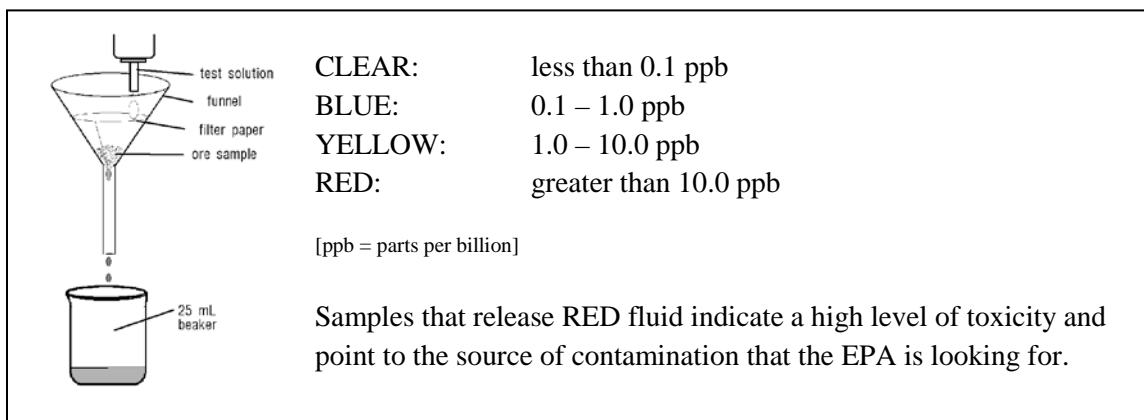 test solution
funnel
filter paper
ore sample
25 mL
beaker
CLEAR: less than 0.1 ppb
BLUE: 0.1 – 1.0 ppb
YELLOW: 1.0 – 10.0 ppb
RED: greater than 10.0 ppb
[ppb = parts per billion]
Samples that release RED fluid indicate a high level of toxicity and
point to the source of contamination that the EPA is looking for.